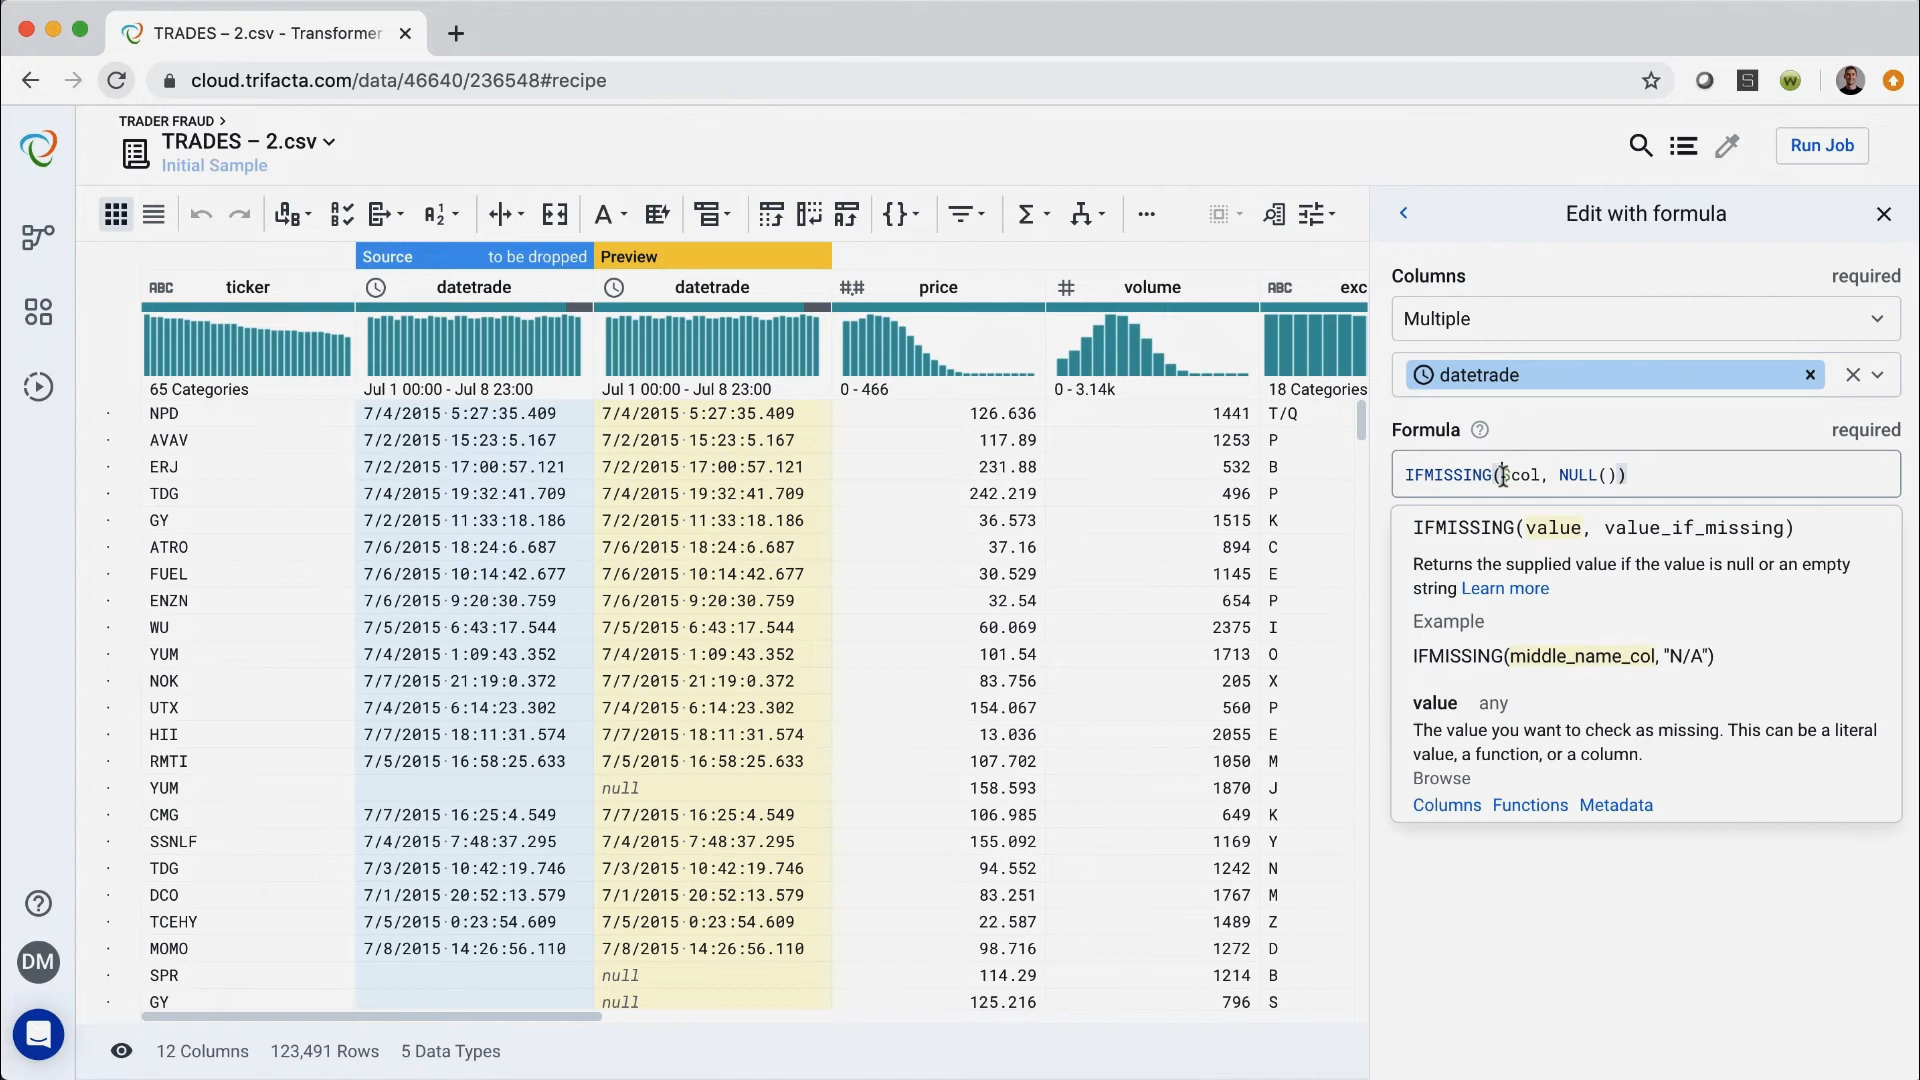 TRADES – 2.csv - Transformer
cloud.trifacta.com/data/46640/236548#recipe
S
w
TRADER FRAUD >
TRADES – 2.csv
Initial Sample
Run Job
Edit with formula
Source to be dropped Preview
ABC ticker datetrade datetrade ##.## price # volume ABC exc
65 Categories Jul 1 00:00 - Jul 8 23:00 Jul 1 00:00 - Jul 8 23:00 0 - 466 0 - 3.14k 18 Categories
NPD 7/4/2015·5:27:35.409 7/4/2015·5:27:35.409 126.636 1441 T/Q
AVAV 7/2/2015·15:23:5.167 7/2/2015·15:23:5.167 117.89 1253 P
ERJ 7/2/2015·17:00:57.121 7/2/2015·17:00:57.121 231.88 532 B
TDG 7/4/2015·19:32:41.709 7/4/2015·19:32:41.709 242.219 496 P
GY 7/2/2015·11:33:18.186 7/2/2015·11:33:18.186 36.573 1515 K
ATRO 7/6/2015·18:24:6.687 7/6/2015·18:24:6.687 37.16 894 C
FUEL 7/6/2015·10:14:42.677 7/6/2015·10:14:42.677 30.529 1145 E
ENZN 7/6/2015·9:20:30.759 7/6/2015·9:20:30.759 32.54 654 P
WU 7/5/2015·6:43:17.544 7/5/2015·6:43:17.544 60.069 2375 I
YUM 7/4/2015·1:09:43.352 7/4/2015·1:09:43.352 101.54 1713 O
NOK 7/7/2015·21:19:0.372 7/7/2015·21:19:0.372 83.756 205 X
UTX 7/4/2015·6:14:23.302 7/4/2015·6:14:23.302 154.067 560 P
HII 7/7/2015·18:11:31.574 7/7/2015·18:11:31.574 13.036 2055 E
RMTI 7/5/2015·16:58:25.633 7/5/2015·16:58:25.633 107.702 1050 M
YUM null 158.593 1870 J
CMG 7/7/2015·16:25:4.549 7/7/2015·16:25:4.549 106.985 649 K
SSNLF 7/4/2015·7:48:37.295 7/4/2015·7:48:37.295 155.092 1169 Y
TDG 7/3/2015·10:42:19.746 7/3/2015·10:42:19.746 94.552 1242 N
DCO 7/1/2015·20:52:13.579 7/1/2015·20:52:13.579 83.251 1767 M
TCEHY 7/5/2015·0:23:54.609 7/5/2015·0:23:54.609 22.587 1489 Z
MOMO 7/8/2015·14:26:56.110 7/8/2015·14:26:56.110 98.716 1272 D
SPR null 114.29 1214 B
GY null 125.216 796 S
12 Columns 123,491 Rows 5 Data Types
DM
Columns required
Multiple
datetrade
Formula required
IFMISSING($col, NULL())
IFMISSING(value, value_if_missing)
Returns the supplied value if the value is null or an empty
string Learn more
Example
IFMISSING(middle_name_col, "N/A")
value any
The value you want to check as missing. This can be a literal
value, a function, or a column.
Browse
Columns Functions Metadata